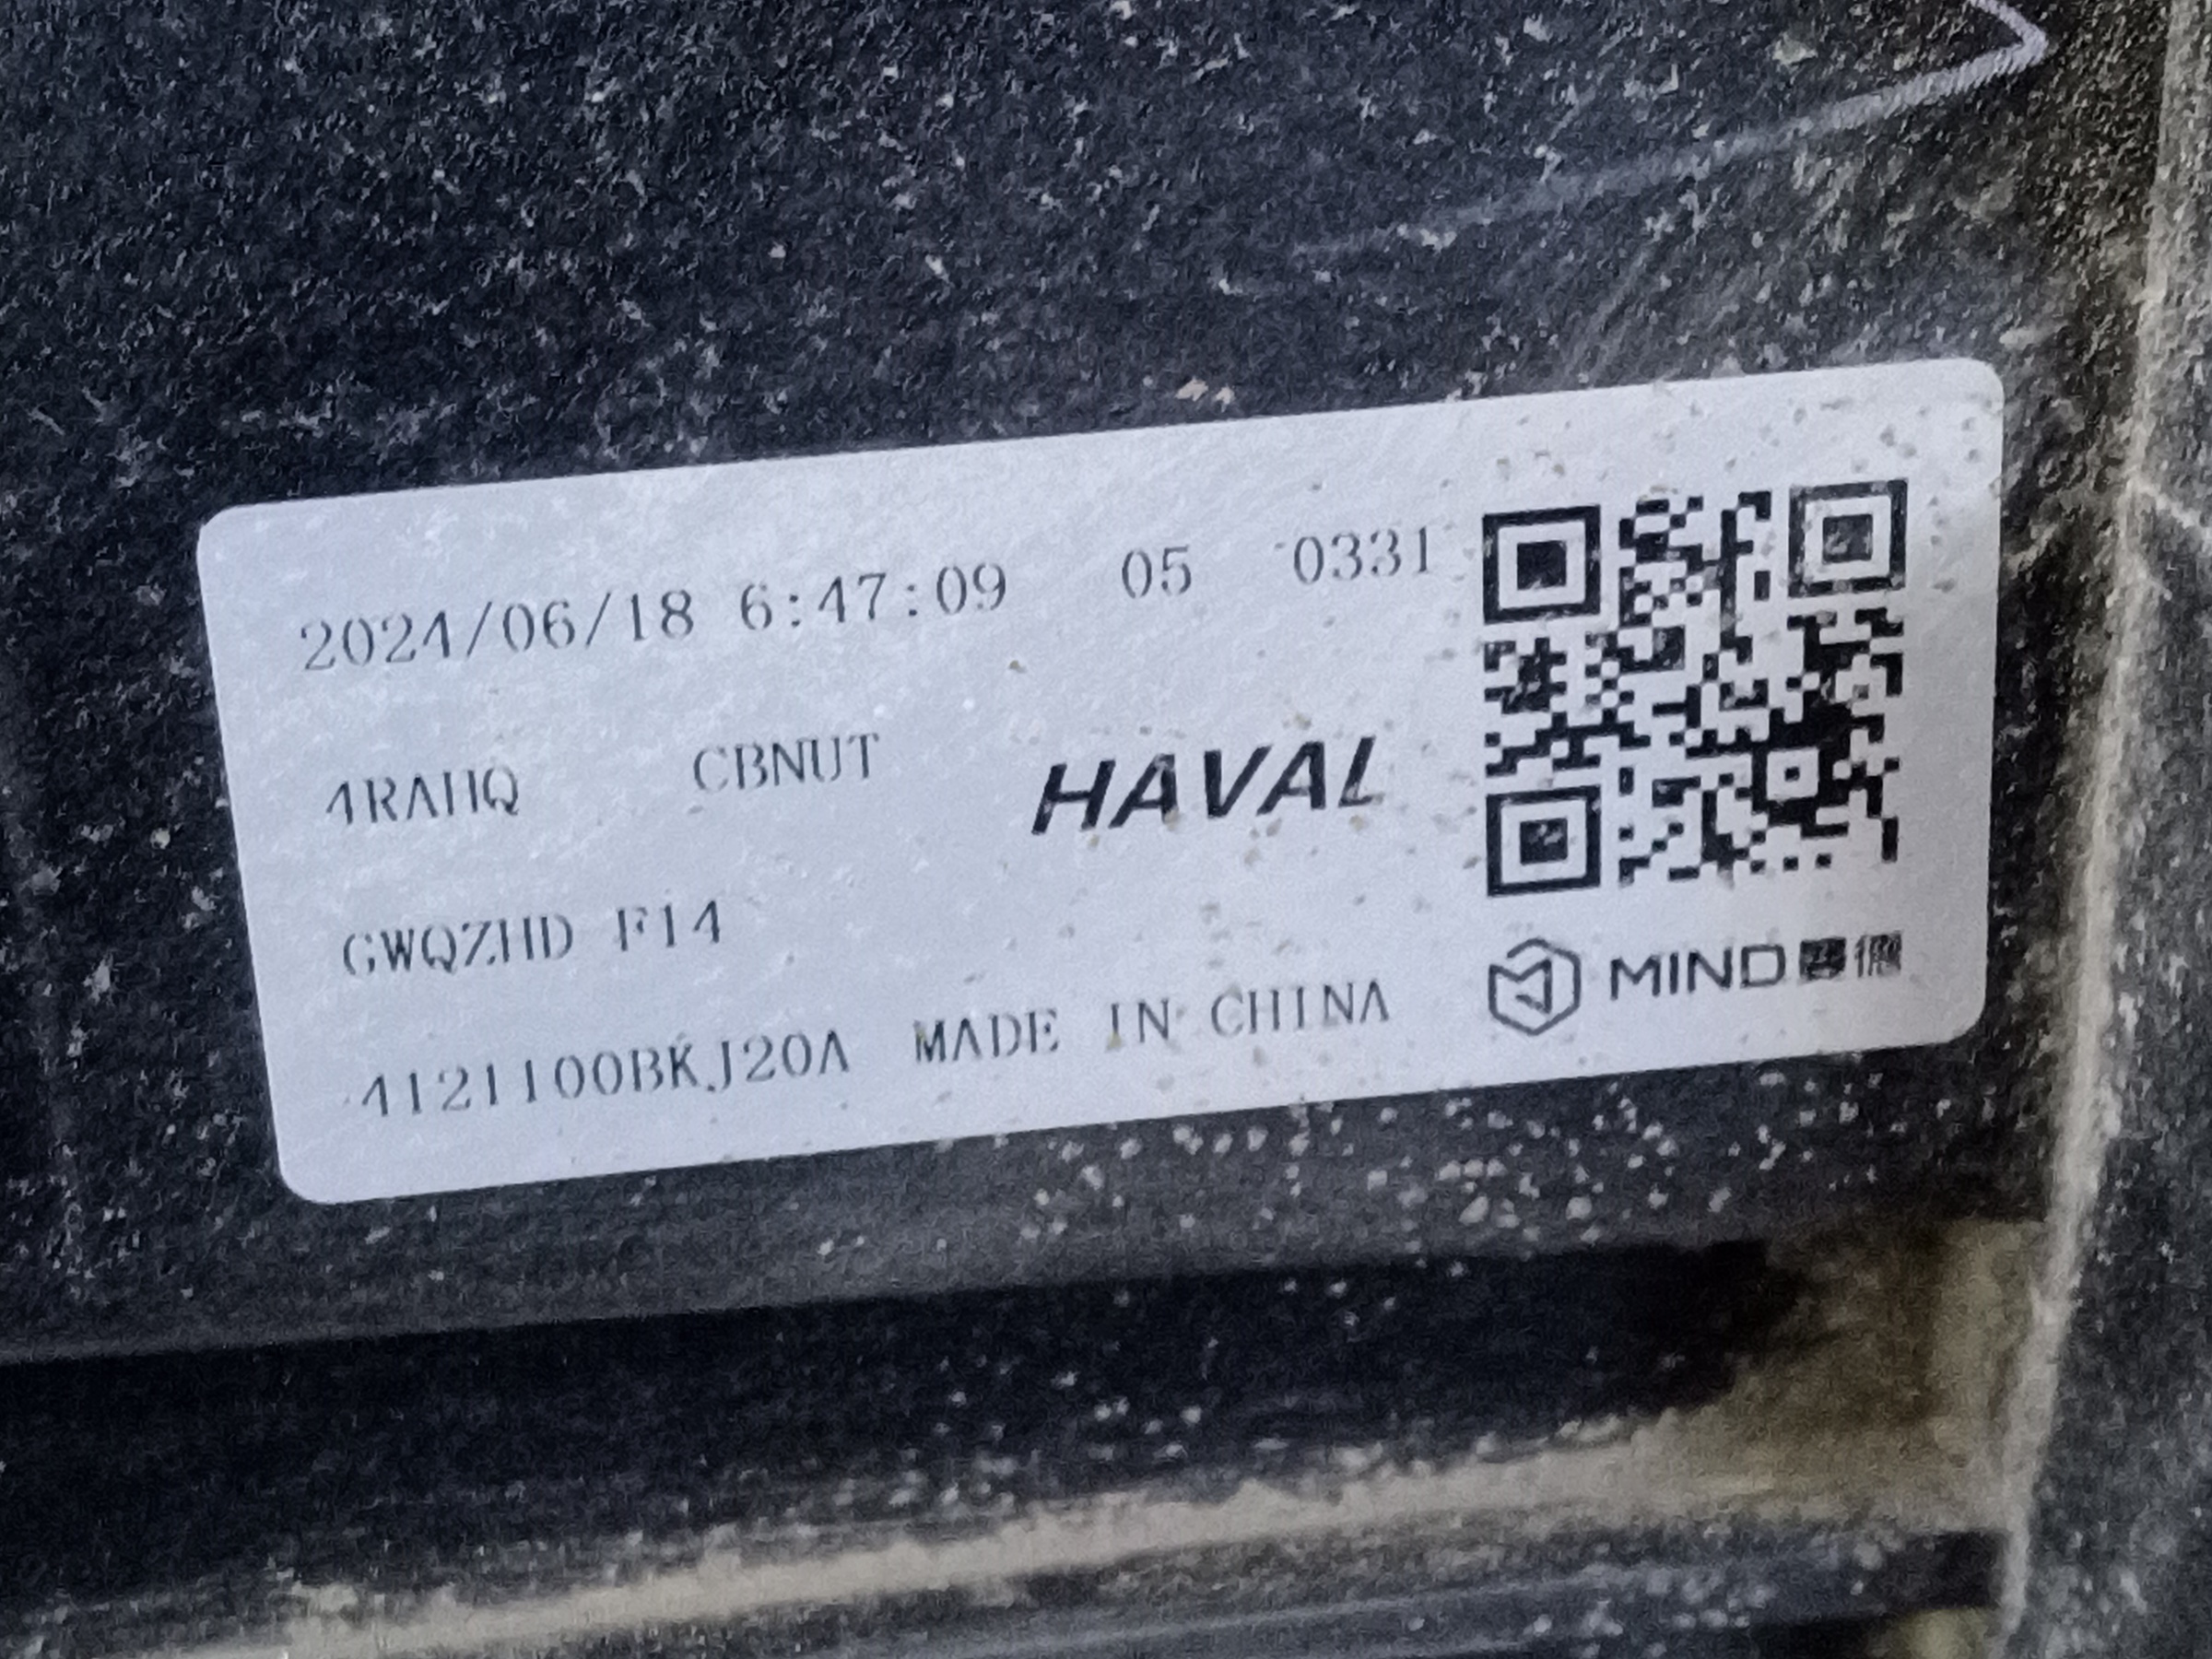 2024/06/18 6:47:09 05 0331
4RAHQ CBNUT
HAVAL
GWQZHD F14
4121100BKJ20A MADE IN CHINA
MIND